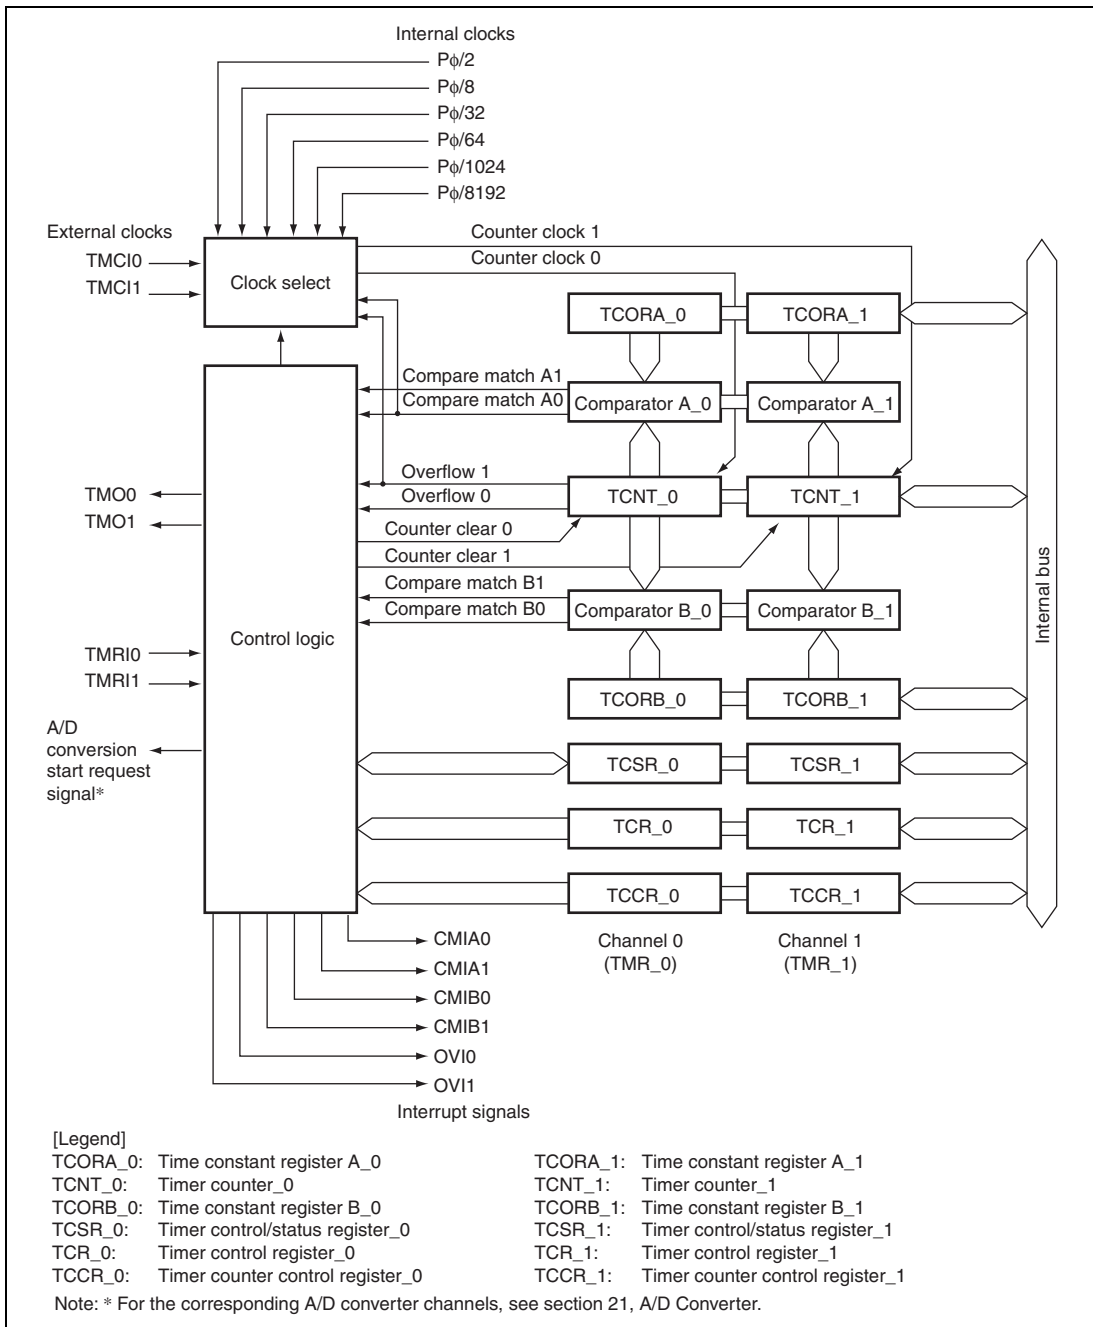 Internal clocks
Pϕ/2
Pϕ/8
Pϕ/32
Pϕ/64
Pϕ/1024
Pϕ/8192
External clocks
TMCI0
TMCI1
Clock select
Counter clock 1
Counter clock 0
TCORA_0
TCORA_1
Compare match A1
Compare match A0
Comparator A_0
Comparator A_1
TMO0
TMO1
Overflow 1
Overflow 0
TCNT_0
TCNT_1
Counter clear 0
Counter clear 1
Compare match B1
Compare match B0
Comparator B_0
Comparator B_1
Control logic
Internal bus
TMRI0
TMRI1
TCORB_0
TCORB_1
A/D
conversion
start request
signal*
TCSR_0
TCSR_1
TCR_0
TCR_1
TCCR_0
TCCR_1
CMIA0
CMIA1
CMIB0
CMIB1
OVI0
OVI1
Interrupt signals
Channel 0
(TMR_0)
Channel 1
(TMR_1)
[Legend]
TCORA_0: Time constant register A_0 TCORA_1: Time constant register A_1
TCNT_0: Timer counter_0 TCNT_1: Timer counter_1
TCORB_0: Time constant register B_0 TCORB_1: Time constant register B_1
TCSR_0: Timer control/status register_0 TCSR_1: Timer control/status register_1
TCR_0: Timer control register_0 TCR_1: Timer control register_1
TCCR_0: Timer counter control register_0 TCCR_1: Timer counter control register_1
Note: * For the corresponding A/D converter channels, see section 21, A/D Converter.